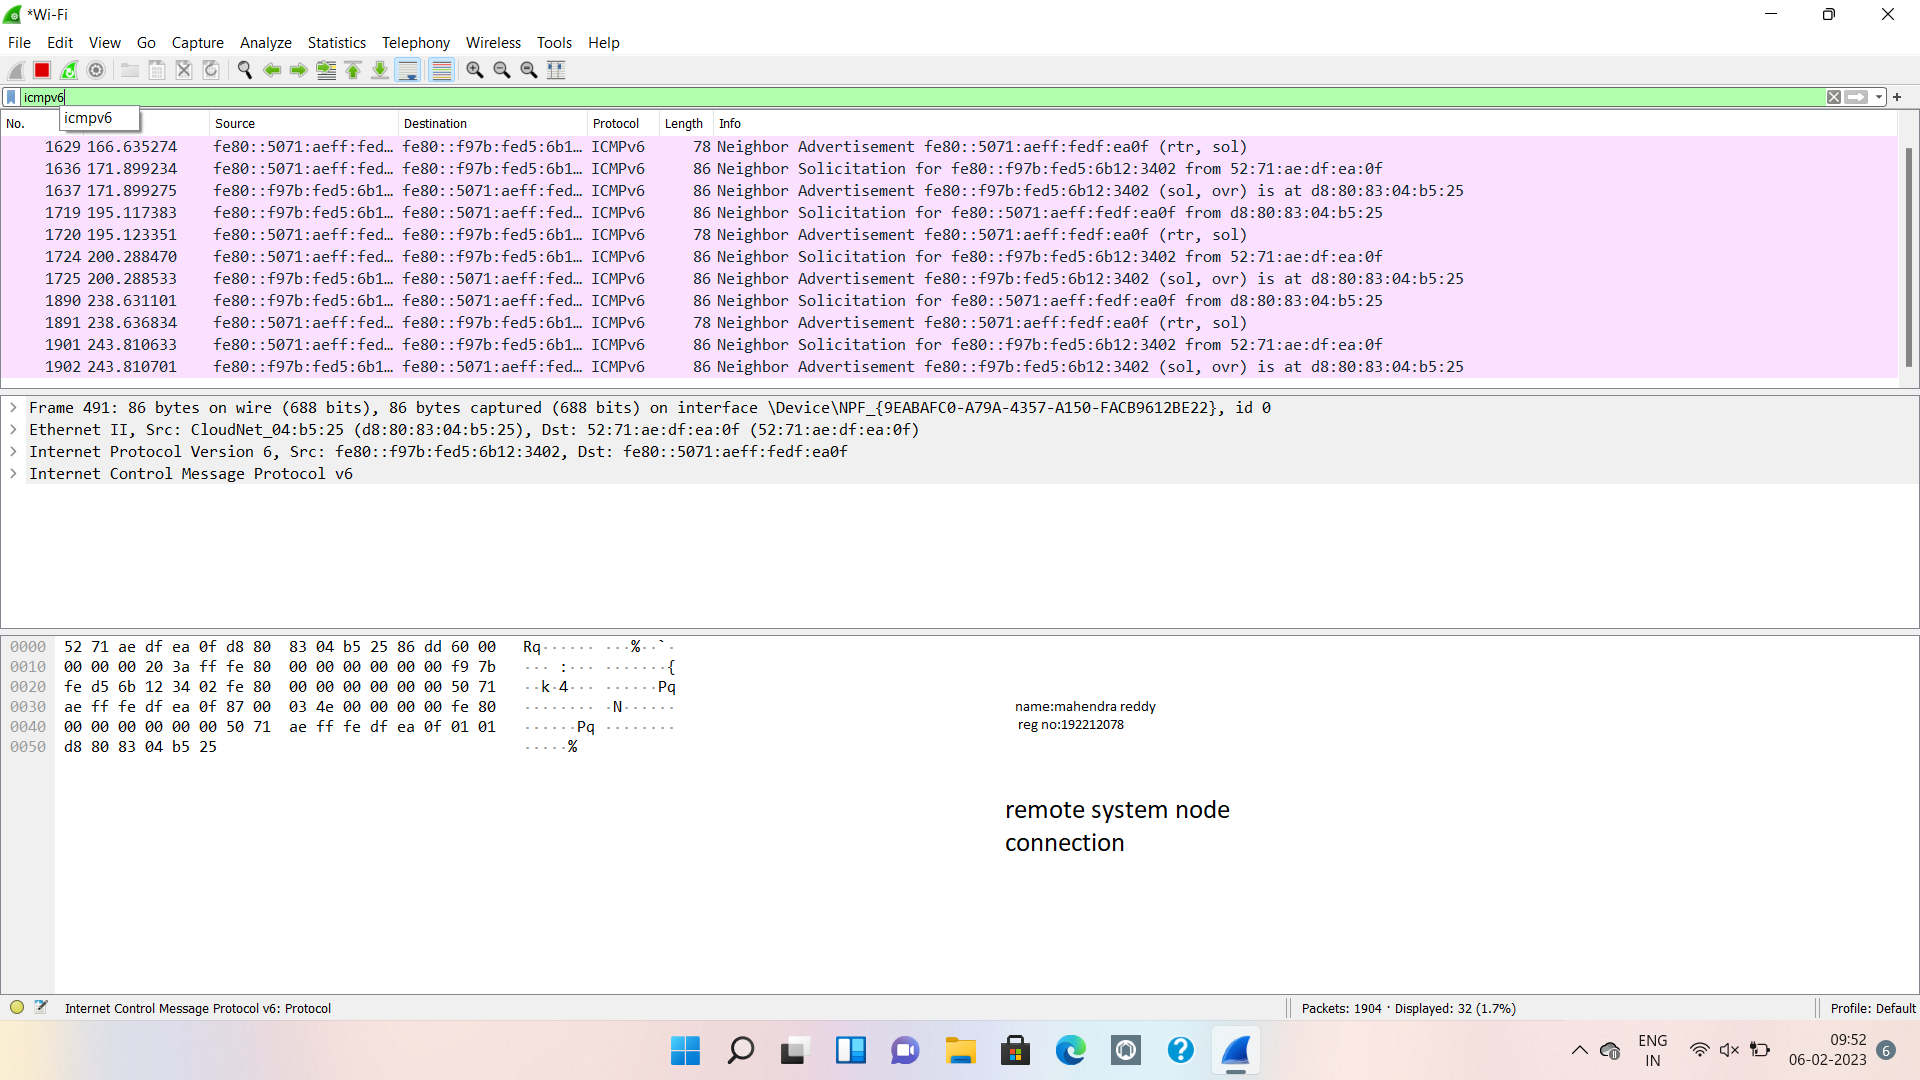 *Wi-Fi
File Edit View Go Capture Analyze Statistics Telephony Wireless Tools Help
icmpv6
icmpv6
No. Source Destination Protocol Length Info
1629 166.635274 fe80::5071:aeff:fed… fe80::f97b:fed5:6b1… ICMPv6 78 Neighbor Advertisement fe80::5071:aeff:fedf:ea0f (rtr, sol)
1636 171.899234 fe80::5071:aeff:fed… fe80::f97b:fed5:6b1… ICMPv6 86 Neighbor Solicitation for fe80::f97b:fed5:6b12:3402 from 52:71:ae:df:ea:0f
1637 171.899275 fe80::f97b:fed5:6b1… fe80::5071:aeff:fed… ICMPv6 86 Neighbor Advertisement fe80::f97b:fed5:6b12:3402 (sol, ovr) is at d8:80:83:04:b5:25
1719 195.117383 fe80::f97b:fed5:6b1… fe80::5071:aeff:fed… ICMPv6 86 Neighbor Solicitation for fe80::5071:aeff:fedf:ea0f from d8:80:83:04:b5:25
1720 195.123351 fe80::5071:aeff:fed… fe80::f97b:fed5:6b1… ICMPv6 78 Neighbor Advertisement fe80::5071:aeff:fedf:ea0f (rtr, sol)
1724 200.288470 fe80::5071:aeff:fed… fe80::f97b:fed5:6b1… ICMPv6 86 Neighbor Solicitation for fe80::f97b:fed5:6b12:3402 from 52:71:ae:df:ea:0f
1725 200.288533 fe80::f97b:fed5:6b1… fe80::5071:aeff:fed… ICMPv6 86 Neighbor Advertisement fe80::f97b:fed5:6b12:3402 (sol, ovr) is at d8:80:83:04:b5:25
1890 238.631101 fe80::f97b:fed5:6b1… fe80::5071:aeff:fed… ICMPv6 86 Neighbor Solicitation for fe80::5071:aeff:fedf:ea0f from d8:80:83:04:b5:25
1891 238.636834 fe80::5071:aeff:fed… fe80::f97b:fed5:6b1… ICMPv6 78 Neighbor Advertisement fe80::5071:aeff:fedf:ea0f (rtr, sol)
1901 243.810633 fe80::5071:aeff:fed… fe80::f97b:fed5:6b1… ICMPv6 86 Neighbor Solicitation for fe80::f97b:fed5:6b12:3402 from 52:71:ae:df:ea:0f
1902 243.810701 fe80::f97b:fed5:6b1… fe80::5071:aeff:fed… ICMPv6 86 Neighbor Advertisement fe80::f97b:fed5:6b12:3402 (sol, ovr) is at d8:80:83:04:b5:25
Frame 491: 86 bytes on wire (688 bits), 86 bytes captured (688 bits) on interface \Device\NPF_{9EABAFC0-A79A-4357-A150-FACB9612BE22}, id 0
Ethernet II, Src: CloudNet_04:b5:25 (d8:80:83:04:b5:25), Dst: 52:71:ae:df:ea:0f (52:71:ae:df:ea:0f)
Internet Protocol Version 6, Src: fe80::f97b:fed5:6b12:3402, Dst: fe80::5071:aeff:fedf:ea0f
Internet Control Message Protocol v6
0000 52 71 ae df ea 0f d8 80 83 04 b5 25 86 dd 60 00 Rq······ ···%··`·
0010 00 00 00 20 3a ff fe 80 00 00 00 00 00 00 f9 7b ··· :··· ·······{
0020 fe d5 6b 12 34 02 fe 80 00 00 00 00 00 00 50 71 ··k·4··· ······Pq
0030 ae ff fe df ea 0f 87 00 03 4e 00 00 00 00 fe 80 ········ ·N······
0040 00 00 00 00 00 00 50 71 ae ff fe df ea 0f 01 01 ······Pq ········
0050 d8 80 83 04 b5 25 ·····%
name:mahendra reddy
reg no:192212078
remote system node
connection
Internet Control Message Protocol v6: Protocol Packets: 1904 · Displayed: 32 (1.7%) Profile: Default
ENG 09:52
IN 06-02-2023 6